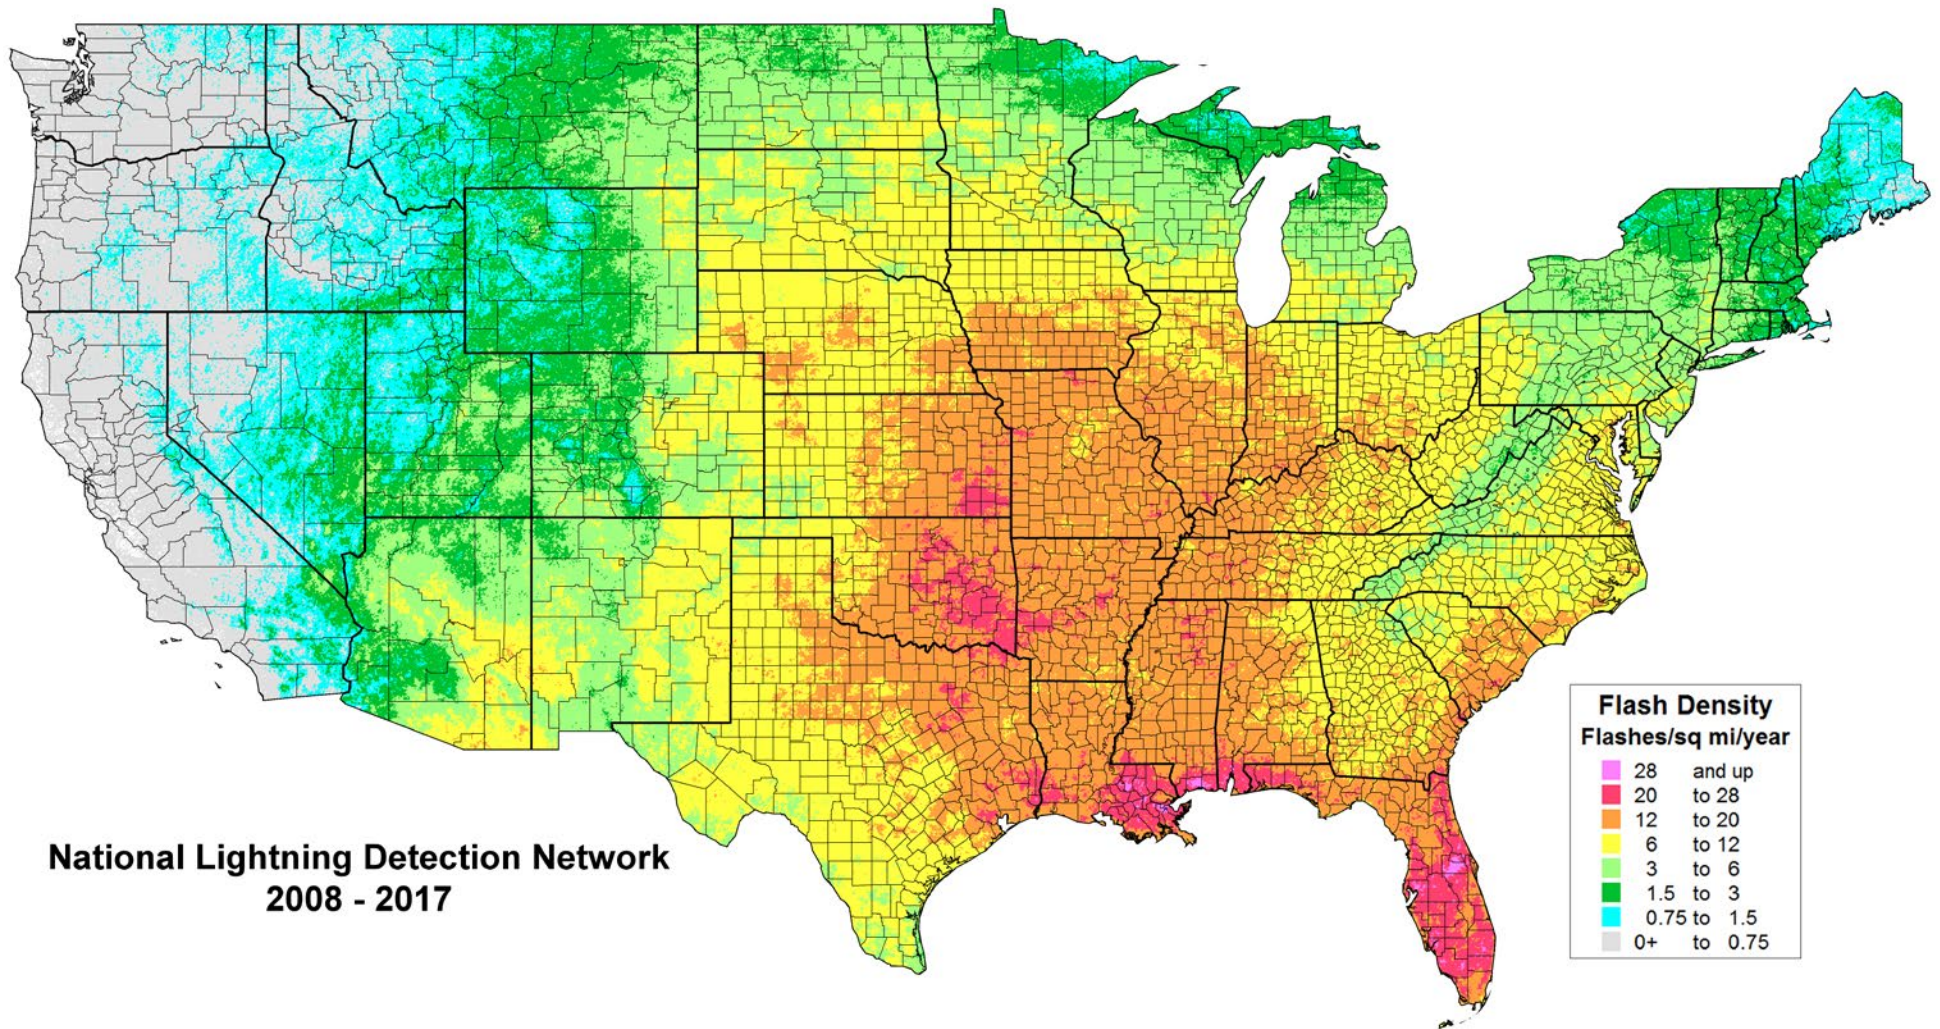 National Lightning Detection Network
2008 - 2017
Flash Density
Flashes/sq mi/year
28 and up
20 to 28
12 to 20
6 to 12
3 to 6
1.5 to 3
0.75 to 1.5
0+ to 0.75